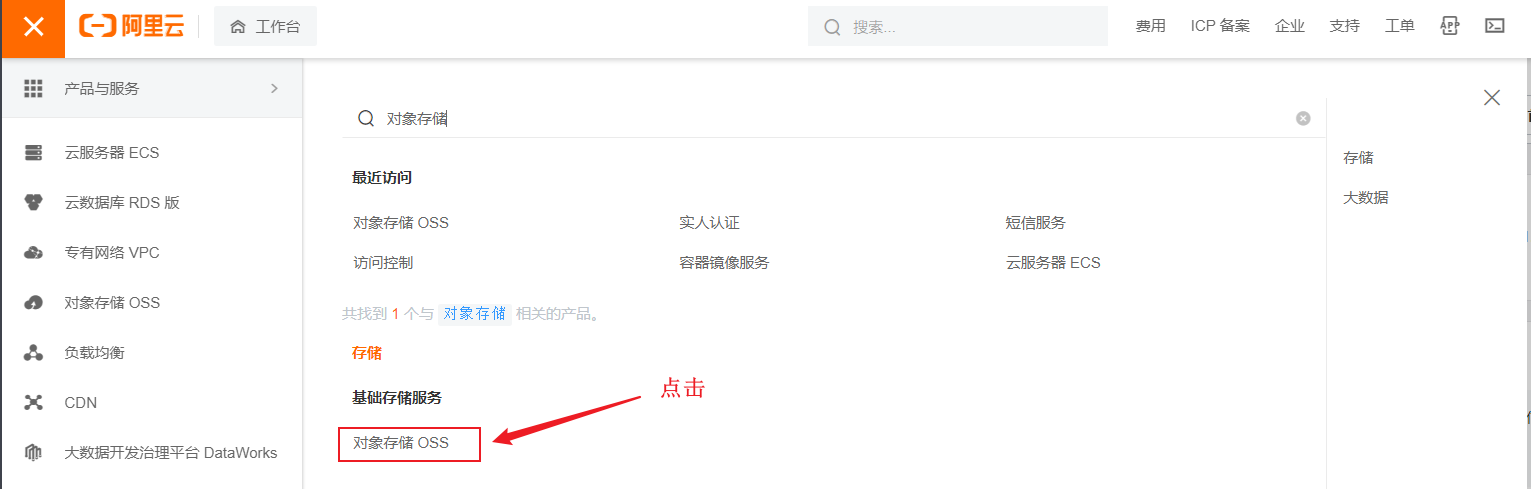 阿里云 工作台 搜索... 费用 ICP 备案 企业 支持 工单 APP
产品与服务
云服务器 ECS
云数据库 RDS 版
专有网络 VPC
对象存储 OSS
负载均衡
CDN
大数据开发治理平台 DataWorks
对象存储
最近访问
对象存储 OSS 实人认证 短信服务
访问控制 容器镜像服务 云服务器 ECS
共找到 1 个与 对象存储 相关的产品。
存储
基础存储服务
点击
对象存储 OSS
存储
大数据